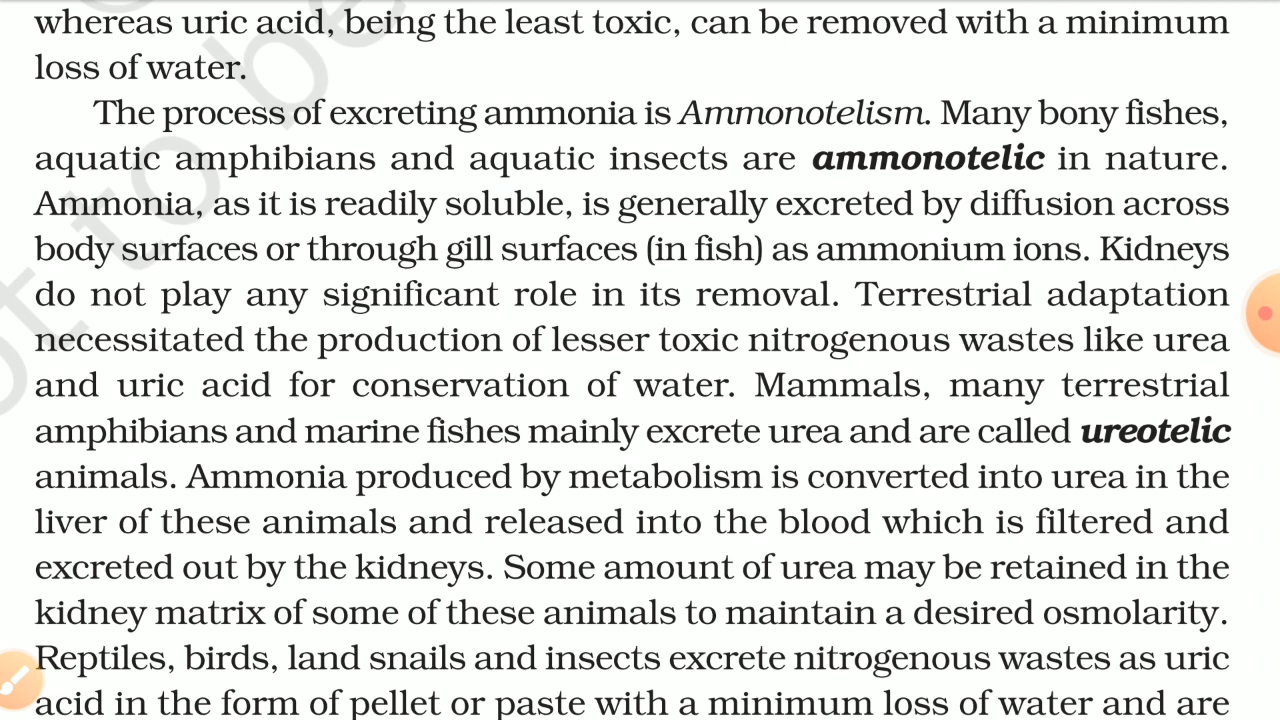 whereas uric acid, being the least toxic, can be removed with a minimum
loss of water.
The process of excreting ammonia is Ammonotelism. Many bony fishes,
aquatic amphibians and aquatic insects are ammonotelic in nature.
Ammonia, as it is readily soluble, is generally excreted by diffusion across
body surfaces or through gill surfaces (in fish) as ammonium ions. Kidneys
do not play any significant role in its removal. Terrestrial adaptation
necessitated the production of lesser toxic nitrogenous wastes like urea
and uric acid for conservation of water. Mammals, many terrestrial
amphibians and marine fishes mainly excrete urea and are called ureotelic
animals. Ammonia produced by metabolism is converted into urea in the
liver of these animals and released into the blood which is filtered and
excreted out by the kidneys. Some amount of urea may be retained in the
kidney matrix of some of these animals to maintain a desired osmolarity.
Reptiles, birds, land snails and insects excrete nitrogenous wastes as uric
acid in the form of pellet or paste with a minimum loss of water and are
to be